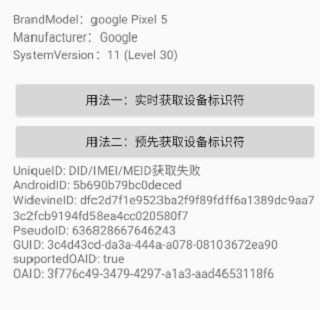 BrandModel：google Pixel 5
Manufacturer：Google
SystemVersion：11 (Level 30)
用法一：实时获取设备标识符
用法二：预先获取设备标识符
UniqueID: DID/IMEI/MEID获取失败
AndroidID: 5b690b79bc0deced
WidevineID: dfc2d7f1e9523ba2f9f89fdff6a1389dc9aa7
3c2fcb9194fd58ea4cc020580f7
PseudoID: 636828667646243
GUID: 3c4d43cd-da3a-444a-a078-08103672ea90
supportedOAID: true
OAID: 3f776c49-3479-4297-a1a3-aad4653118f6